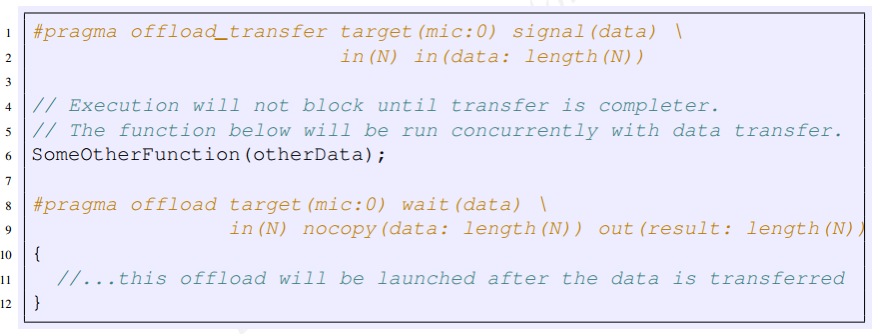 1 #pragma offload_transfer target(mic:0) signal(data) \
2 in(N) in(data: length(N))
3
4 // Execution will not block until transfer is completer.
5 // The function below will be run concurrently with data transfer.
6 SomeOtherFunction(otherData);
7
8 #pragma offload target(mic:0) wait(data) \
9 in(N) nocopy(data: length(N)) out(result: length(N))
10 {
11 //...this offload will be launched after the data is transferred
12 }